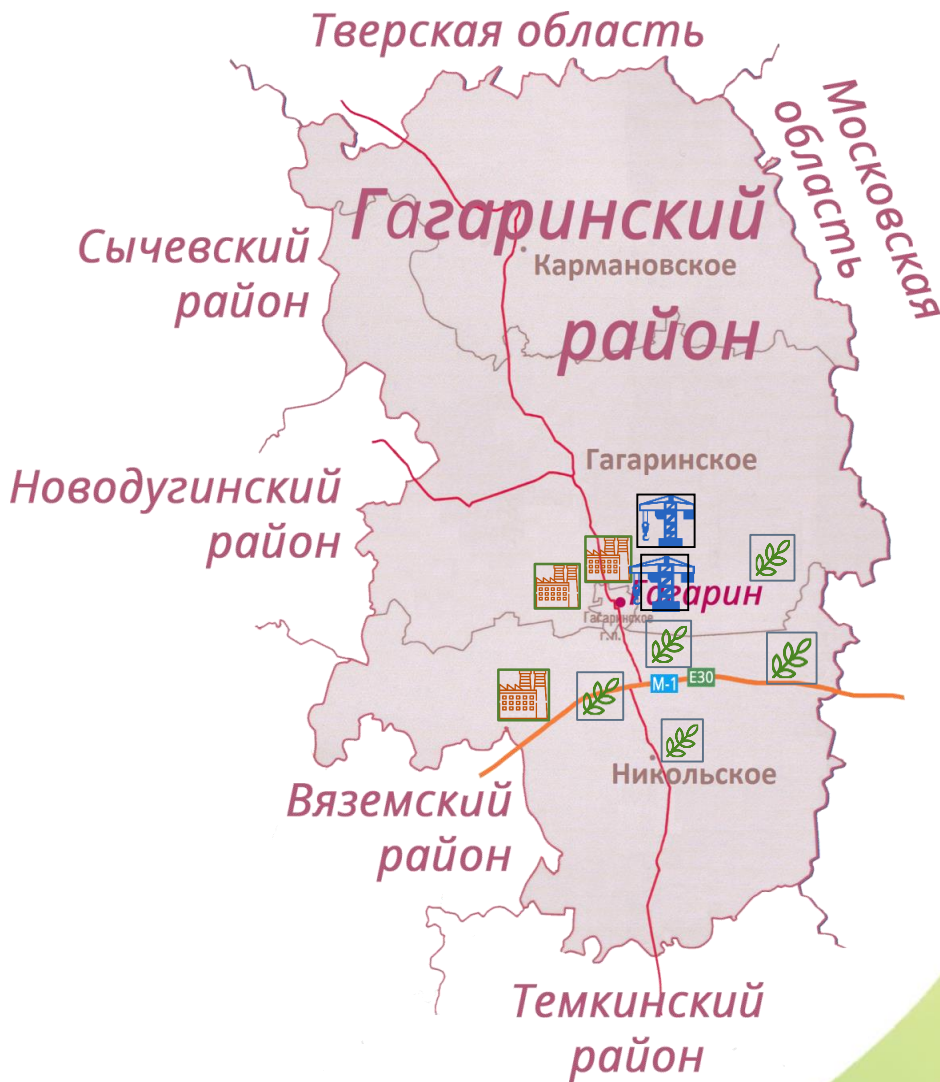 Тверская область
Московская
область
Гагаринский
район
Сычевский
район
Кармановское
Гагаринское
Новодугинский
район
Гагарин
Гагаринское
г.п.
М-1
Е30
Никольское
Вяземский
район
Темкинский
район